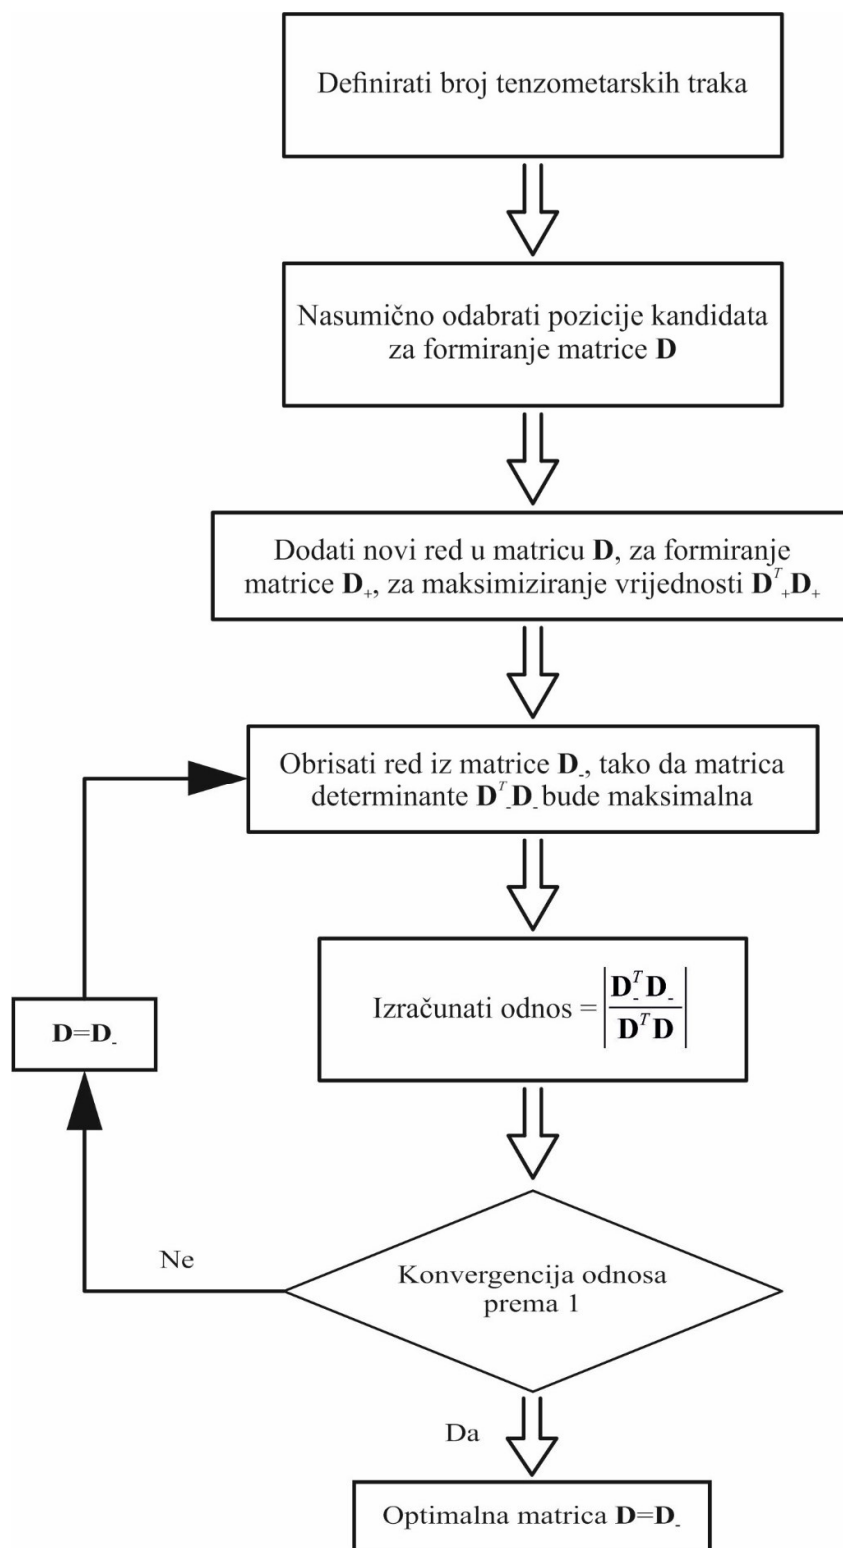 Definirati broj tenzometarskih traka
Nasumično odabrati pozicije kandidata
za formiranje matrice D
Dodati novi red u matricu D, za formiranje
matrice D₊, za maksimiziranje vrijednosti Dᵀ₊D₊
Obrisati red iz matrice D₋, tako da matrica
determinante Dᵀ₋D₋ bude maksimalna
Izračunati odnos = |D₋ᵀ D₋ / Dᵀ D|
D=D₋
Konvergencija odnosa
prema 1
Ne
Da
Optimalna matrica D=D₋